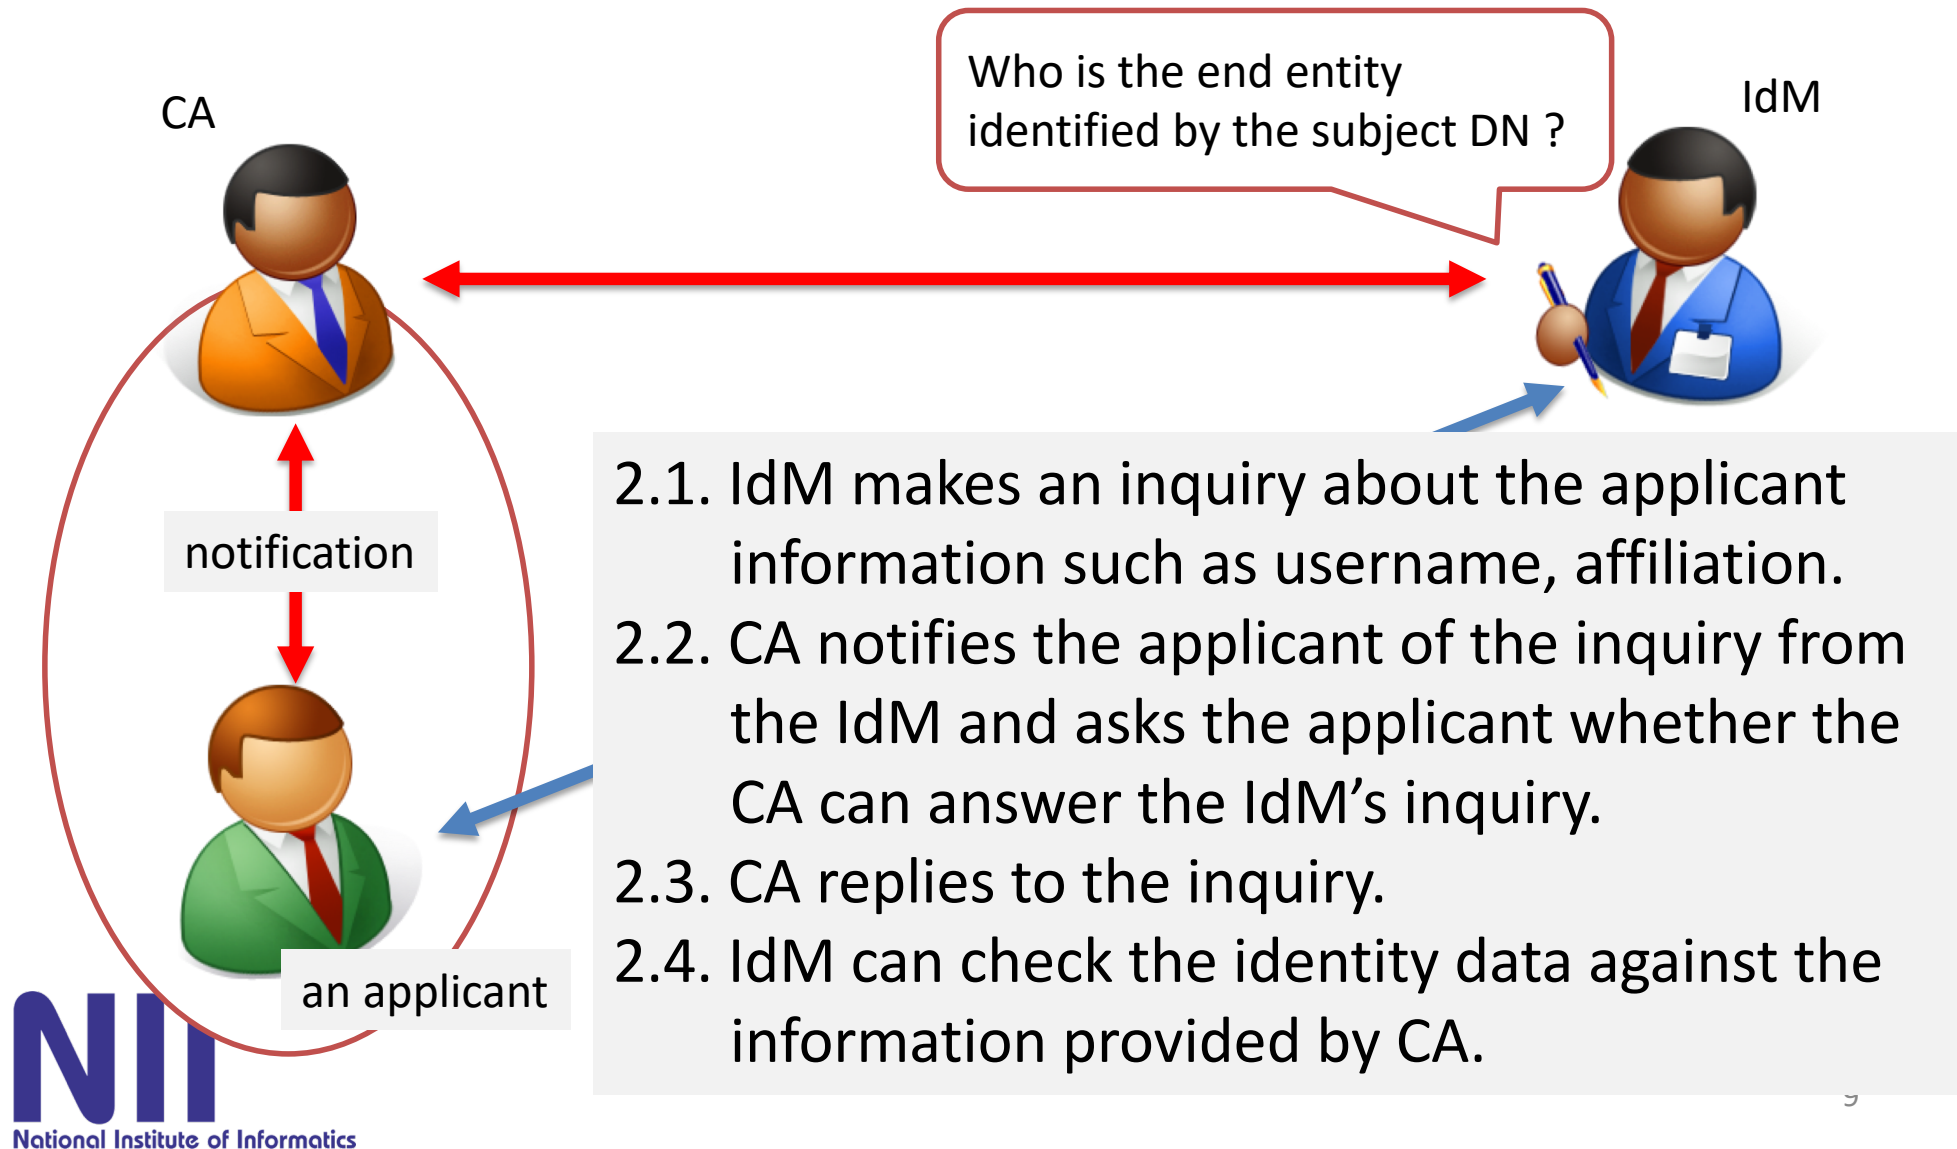 CA
Who is the end entity
identified by the subject DN ?
IdM
notification
an applicant
2.1. IdM makes an inquiry about the applicant
information such as username, affiliation.
2.2. CA notifies the applicant of the inquiry from
the IdM and asks the applicant whether the
CA can answer the IdM’s inquiry.
2.3. CA replies to the inquiry.
2.4. IdM can check the identity data against the
information provided by CA.
NII
National Institute of Informatics